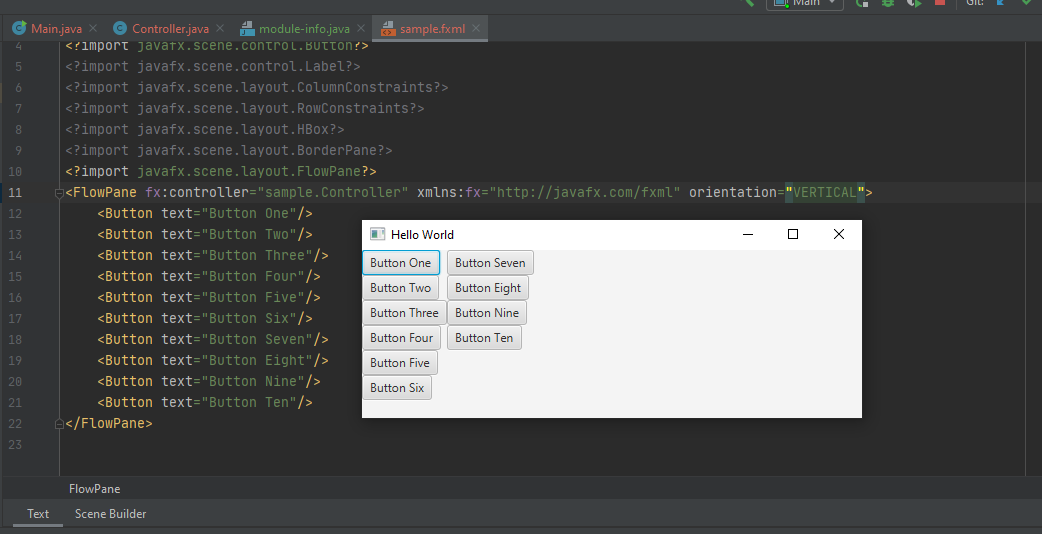 Main
Git:
Main.java
Controller.java
module-info.java
sample.fxml
4 <?import javafx.scene.control.Button?>
5 <?import javafx.scene.control.Label?>
6 <?import javafx.scene.layout.ColumnConstraints?>
7 <?import javafx.scene.layout.RowConstraints?>
8 <?import javafx.scene.layout.HBox?>
9 <?import javafx.scene.layout.BorderPane?>
10 <?import javafx.scene.layout.FlowPane?>
11 <FlowPane fx:controller="sample.Controller" xmlns:fx="http://javafx.com/fxml" orientation="VERTICAL">
12 <Button text="Button One"/>
13 <Button text="Button Two"/>
14 <Button text="Button Three"/>
15 <Button text="Button Four"/>
16 <Button text="Button Five"/>
17 <Button text="Button Six"/>
18 <Button text="Button Seven"/>
19 <Button text="Button Eight"/>
20 <Button text="Button Nine"/>
21 <Button text="Button Ten"/>
22 </FlowPane>
23
Hello World
Button One Button Seven
Button Two Button Eight
Button Three Button Nine
Button Four Button Ten
Button Five
Button Six
FlowPane
Text Scene Builder